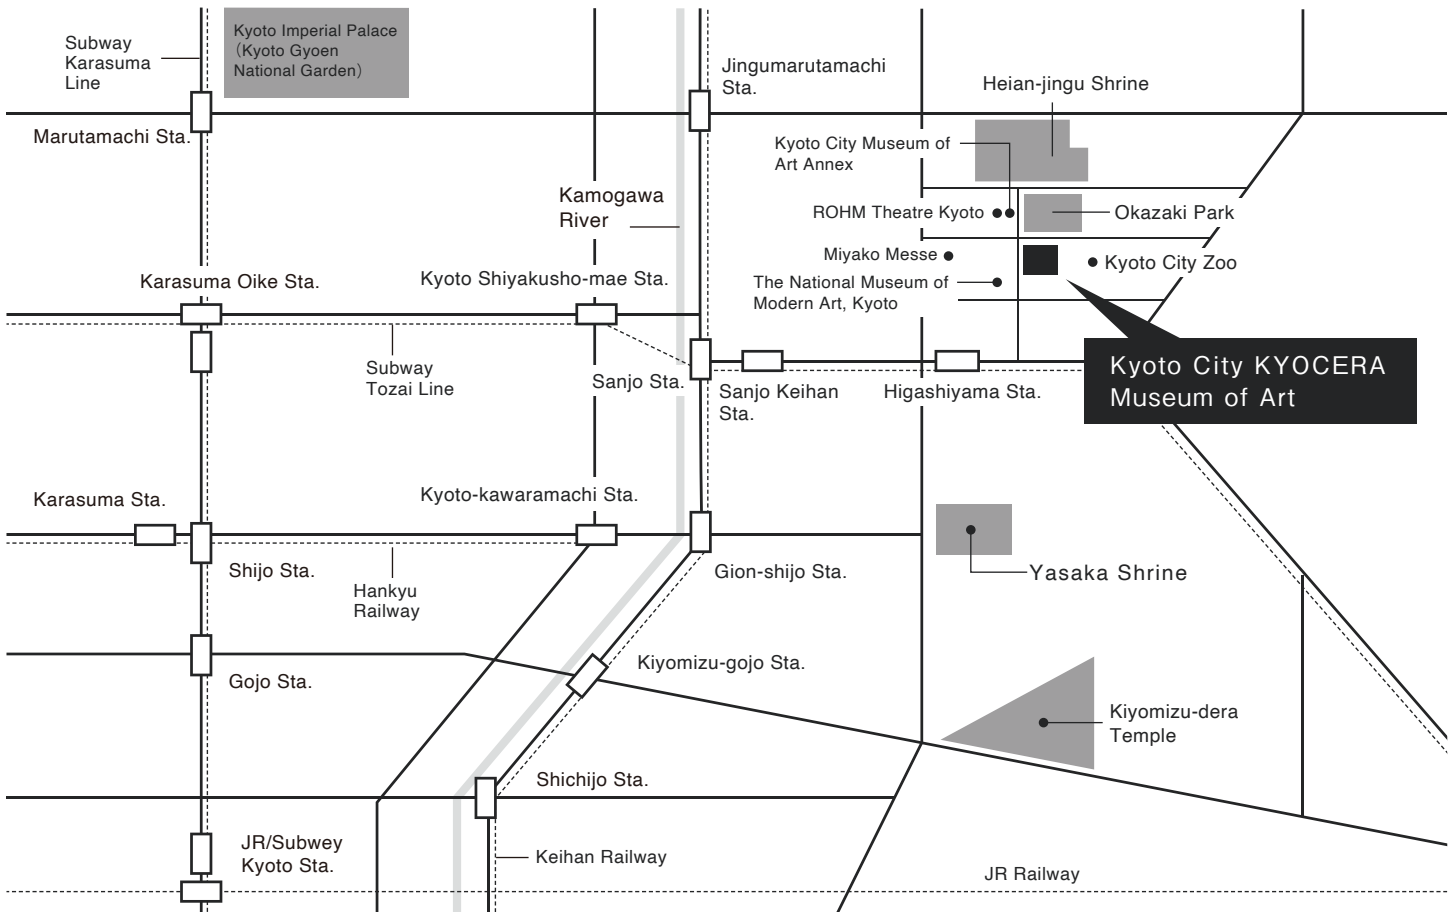 Subway
Karasuma
Line
Kyoto Imperial Palace
(Kyoto Gyoen
National Garden)
Jingumarutamachi
Sta.
Heian-jingu Shrine
Marutamachi Sta.
Kyoto City Museum of
Art Annex
Kamogawa
River
ROHM Theatre Kyoto
Okazaki Park
Miyako Messe
Kyoto City Zoo
Karasuma Oike Sta.
Kyoto Shiyakusho-mae Sta.
The National Museum of
Modern Art, Kyoto
Subway
Tozai Line
Sanjo Sta.
Sanjo Keihan
Sta.
Higashiyama Sta.
Kyoto City KYOCERA
Museum of Art
Karasuma Sta.
Kyoto-kawaramachi Sta.
Shijo Sta.
Hankyu
Railway
Gion-shijo Sta.
Yasaka Shrine
Gojo Sta.
Kiyomizu-gojo Sta.
Kiyomizu-dera
Temple
Shichijo Sta.
JR/Subwey
Kyoto Sta.
Keihan Railway
JR Railway